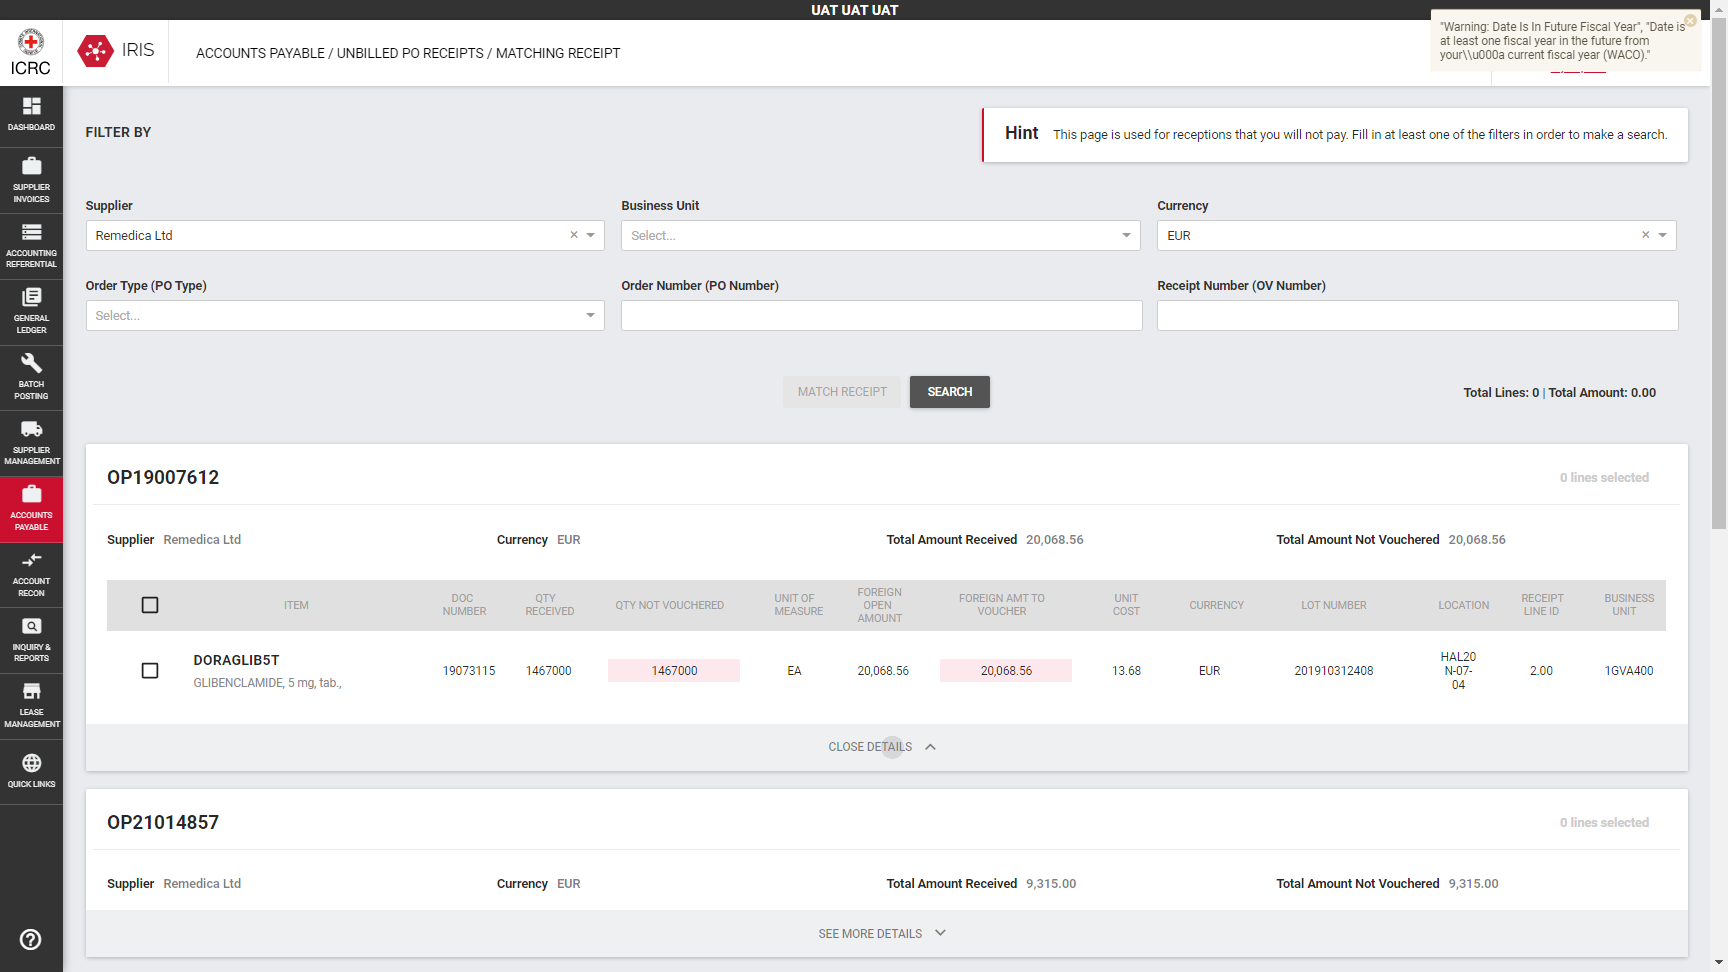 UAT UAT UAT
ICRC
IRIS
ACCOUNTS PAYABLE / UNBILLED PO RECEIPTS / MATCHING RECEIPT
"Warning: Date Is In Future Fiscal Year", "Date is
at least one fiscal year in the future from
your\\u000a current fiscal year (WACO)."
DASHBOARD
SUPPLIER
INVOICES
ACCOUNTING
REFERENTIAL
GENERAL
LEDGER
BATCH
POSTING
SUPPLIER
MANAGEMENT
ACCOUNTS
PAYABLE
ACCOUNT
RECON
INQUIRY &
REPORTS
LEASE
MANAGEMENT
QUICK LINKS
FILTER BY
Hint This page is used for receptions that you will not pay. Fill in at least one of the filters in order to make a search.
Supplier Business Unit Currency
Remedica Ltd × Select... EUR ×
Order Type (PO Type) Order Number (PO Number) Receipt Number (OV Number)
Select...
MATCH RECEIPT SEARCH Total Lines: 0 | Total Amount: 0.00
OP19007612 0 lines selected
Supplier Remedica Ltd Currency EUR Total Amount Received 20,068.56 Total Amount Not Vouchered 20,068.56
ITEM DOC NUMBER QTY RECEIVED QTY NOT VOUCHERED UNIT OF MEASURE FOREIGN OPEN AMOUNT FOREIGN AMT TO VOUCHER UNIT COST CURRENCY LOT NUMBER LOCATION RECEIPT LINE ID BUSINESS UNIT
DORAGLIB5T
GLIBENCLAMIDE, 5 mg, tab.,
19073115 1467000 1467000 EA 20,068.56 20,068.56 13.68 EUR 201910312408 HAL20 N-07-04 2.00 1GVA400
CLOSE DETAILS
OP21014857 0 lines selected
Supplier Remedica Ltd Currency EUR Total Amount Received 9,315.00 Total Amount Not Vouchered 9,315.00
SEE MORE DETAILS